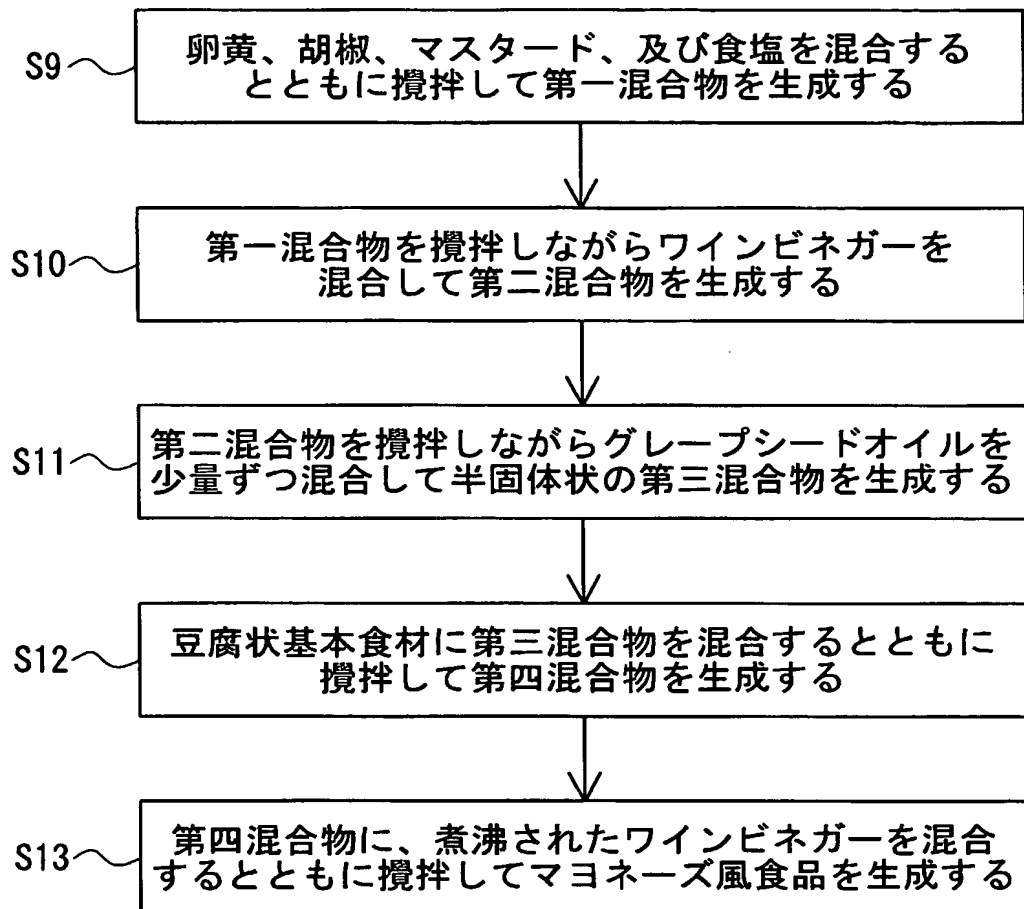 S9
卵黄、胡椒、マスタード、及び食塩を混合する
とともに攪拌して第一混合物を生成する
S10
第一混合物を攪拌しながらワインビネガーを
混合して第二混合物を生成する
S11
第二混合物を攪拌しながらグレープシードオイルを
少量ずつ混合して半固体状の第三混合物を生成する
S12
豆腐状基本食材に第三混合物を混合するとともに
攪拌して第四混合物を生成する
S13
第四混合物に、煮沸されたワインビネガーを混合
するとともに攪拌してマヨネーズ風食品を生成する